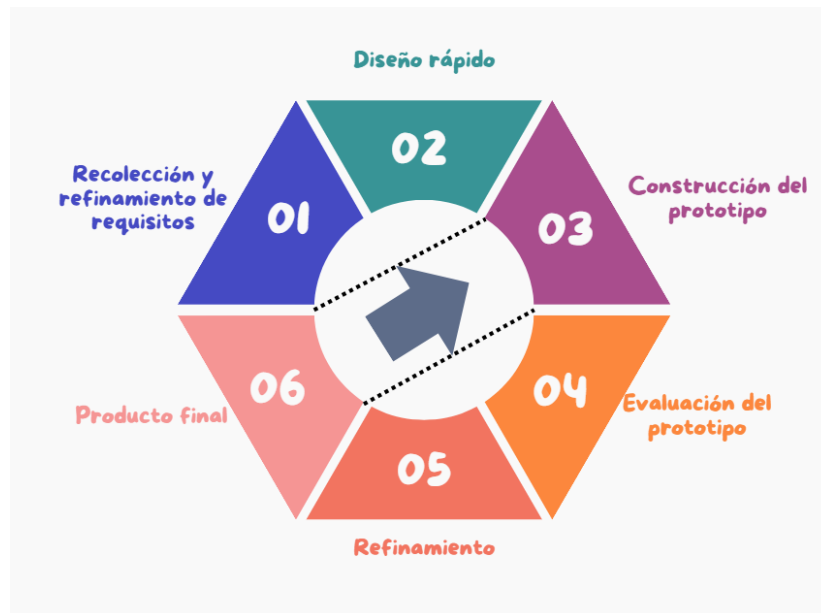 Diseño rápido
02
Recolección y
refinamiento de
requisitos
01
Construcción del
prototipo
03
06
Producto final
04
Evaluación del
prototipo
05
Refinamiento